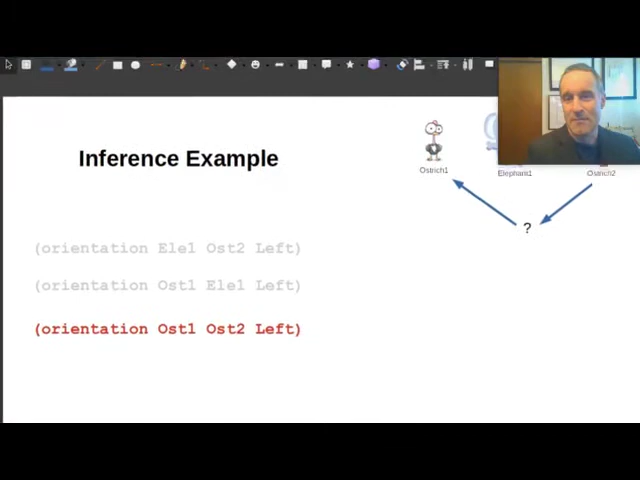 Inference Example
Ostrich1
Elephant1
Ostrich2
?
(orientation Ele1 Ost2 Left)
(orientation Ost1 Ele1 Left)
(orientation Ost1 Ost2 Left)